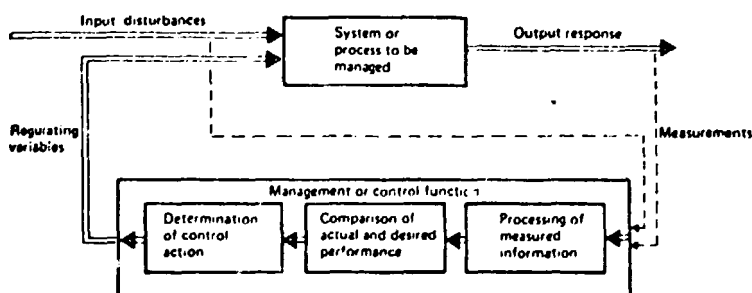 Input disturbances
System or
process to be
managed
Output response
Regulating
variables
Measurements
Management or control function
Determination
of control
action
Comparison of
actual and desired
performance
Processing of
measured
information